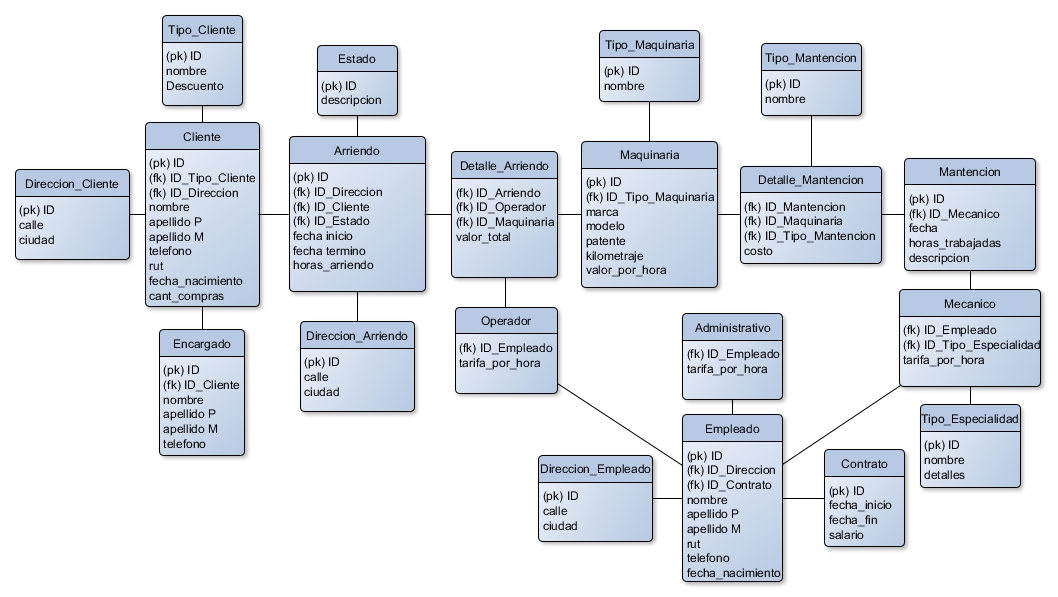 Tipo_Cliente
(pk) ID
nombre
Descuento
Estado
(pk) ID
descripcion
Tipo_Maquinaria
(pk) ID
nombre
Tipo_Mantencion
(pk) ID
nombre
Direccion_Cliente
(pk) ID
calle
ciudad
Cliente
(pk) ID
(fk) ID_Tipo_Cliente
(fk) ID_Direccion
nombre
apellido P
apellido M
telefono
rut
fecha_nacimiento
cant_compras
Arriendo
(pk) ID
(fk) ID_Direccion
(fk) ID_Cliente
(fk) ID_Estado
fecha inicio
fecha termino
horas_arriendo
Detalle_Arriendo
(fk) ID_Arriendo
(fk) ID_Operador
(fk) ID_Maquinaria
valor_total
Maquinaria
(pk) ID
(fk) ID_Tipo_Maquinaria
marca
modelo
patente
kilometraje
valor_por_hora
Detalle_Mantencion
(fk) ID_Mantencion
(fk) ID_Maquinaria
(fk) ID_Tipo_Mantencion
costo
Mantencion
(pk) ID
(fk) ID_Mecanico
fecha
horas_trabajadas
descripcion
Encargado
(pk) ID
(fk) ID_Cliente
nombre
apellido P
apellido M
telefono
Direccion_Arriendo
(pk) ID
calle
ciudad
Operador
(fk) ID_Empleado
tarifa_por_hora
Administrativo
(fk) ID_Empleado
tarifa_por_hora
Mecanico
(fk) ID_Empleado
(fk) ID_Tipo_Especialidad
tarifa_por_hora
Direccion_Empleado
(pk) ID
calle
ciudad
Empleado
(pk) ID
(fk) ID_Direccion
(fk) ID_Contrato
nombre
apellido P
apellido M
rut
telefono
fecha_nacimiento
Contrato
(pk) ID
fecha_inicio
fecha_fin
salario
Tipo_Especialidad
(pk) ID
nombre
detalles